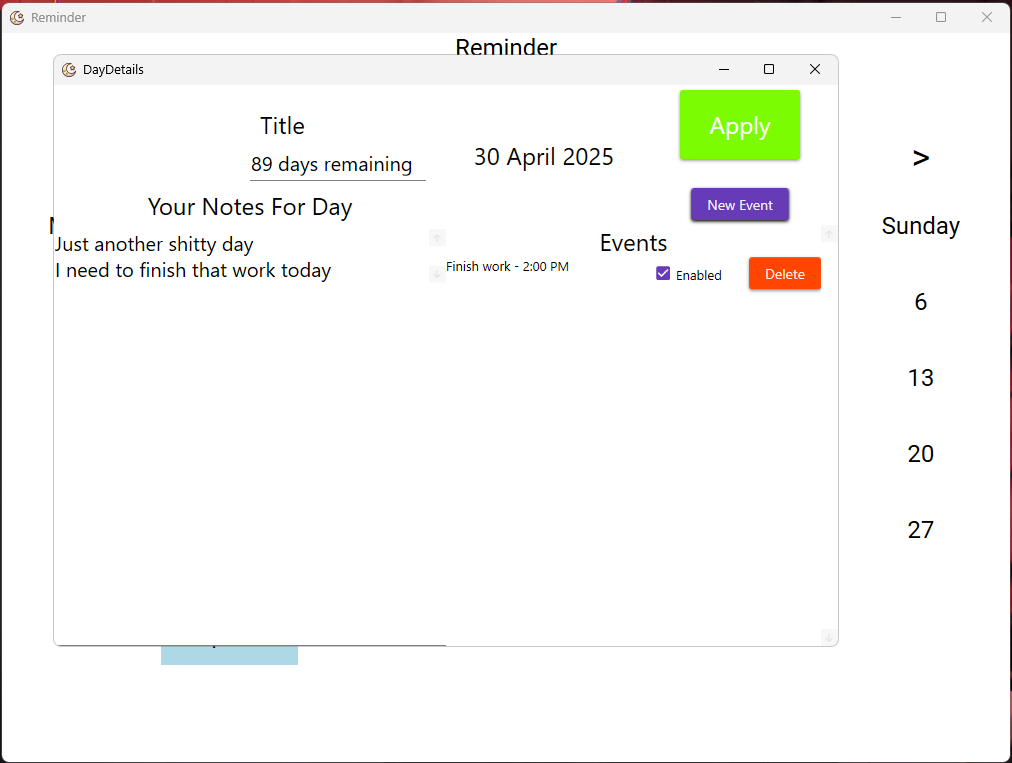 Reminder
Reminder
DayDetails
Title
Apply
89 days remaining
30 April 2025
>
Your Notes For Day
New Event
Sunday
Just another shitty day
Events
I need to finish that work today
Finish work - 2:00 PM
Enabled
Delete
6
13
20
27